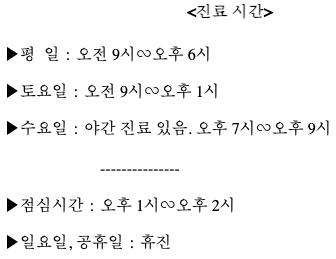 <진료 시간>
▶평  일 : 오전 9시∽오후 6시
▶토요일 : 오전 9시∽오후 1시
▶수요일 : 야간 진료 있음. 오후 7시∽오후 9시
---------------
▶점심시간 : 오후 1시∽오후 2시
▶일요일, 공휴일 : 휴진